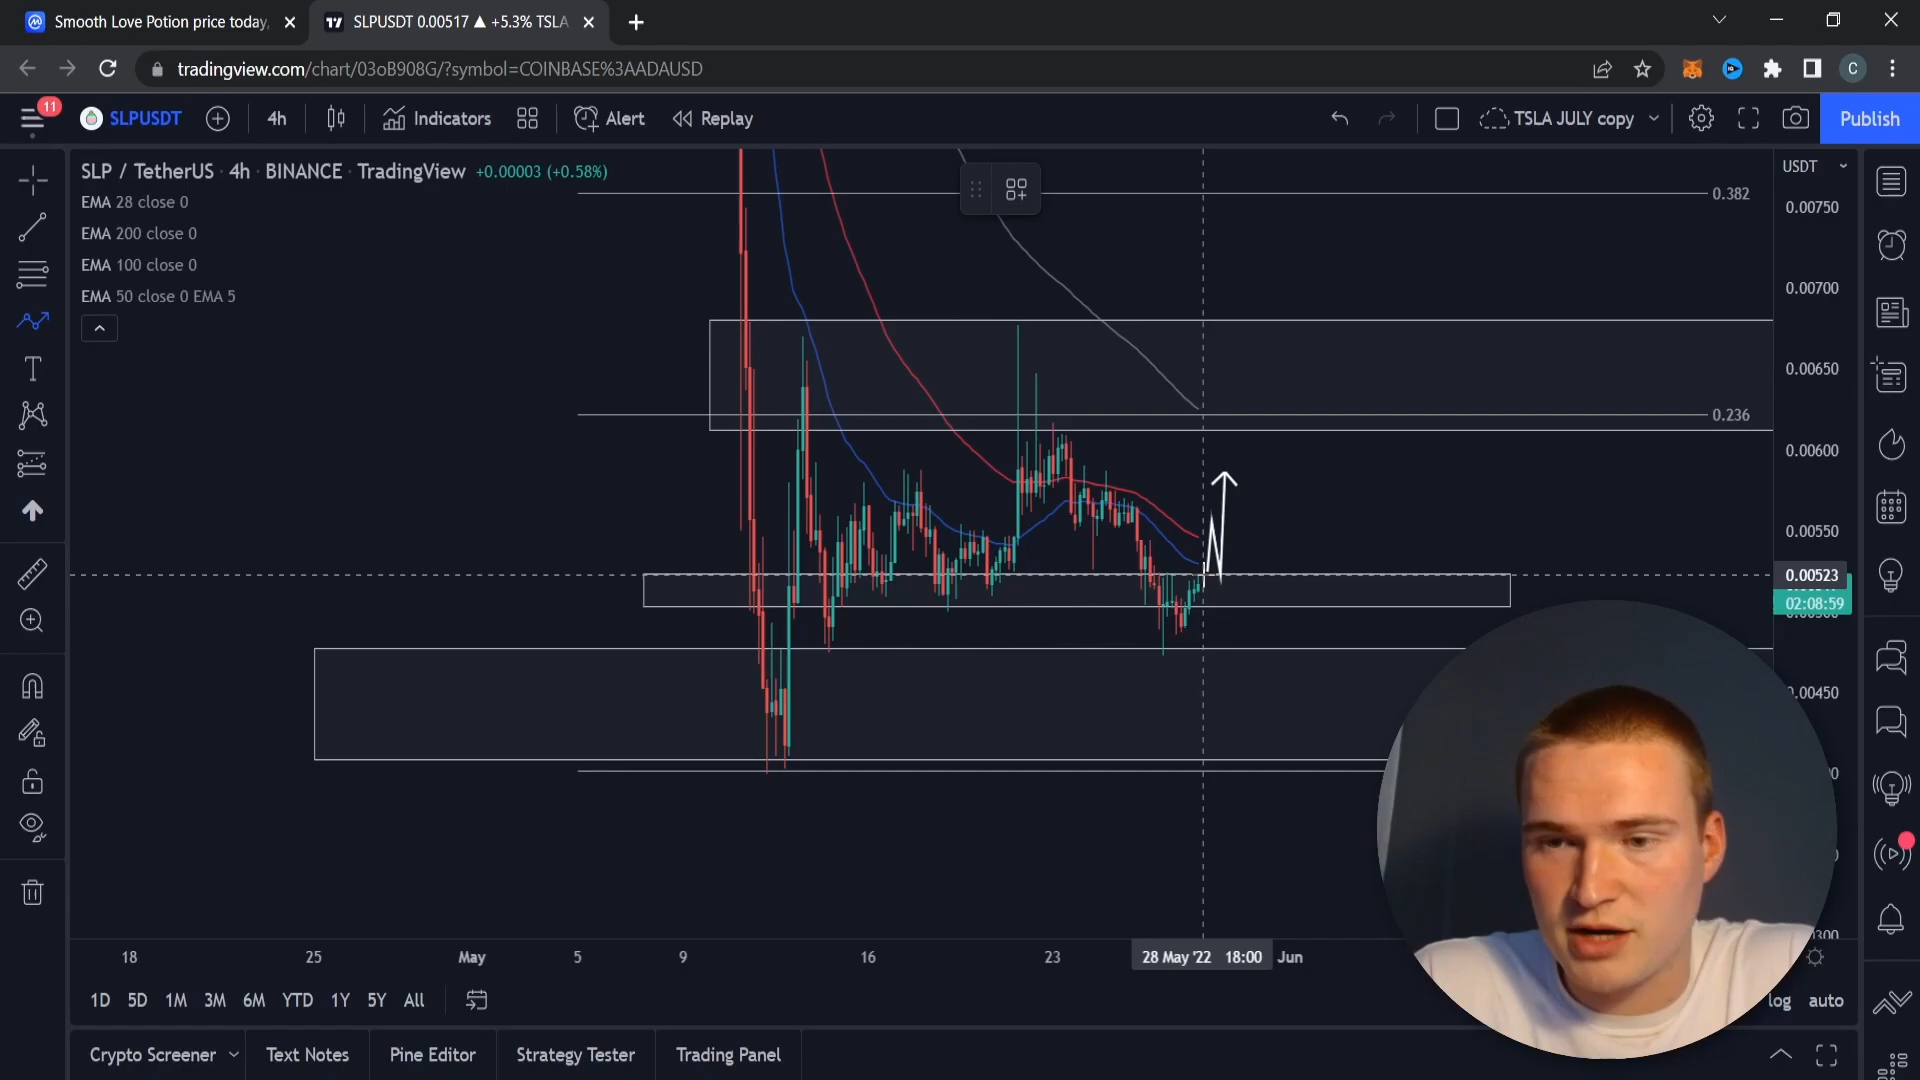 Smooth Love Potion price today,
SLPUSDT 0.00517 ▲ +5.3% TSLA
tradingview.com/chart/03oB908G/?symbol=COINBASE%3AADAUSD
C
11
SLPUSDT
4h
Indicators
Alert
Replay
TSLA JULY copy
Publish
SLP / TetherUS · 4h · BINANCE · TradingView +0.00003 (+0.58%)
USDT
EMA 28 close 0
EMA 200 close 0
EMA 100 close 0
EMA 50 close 0 EMA 5
0.382
0.00750
0.00700
0.00650
0.236
0.00600
0.00550
0.00523
02:08:59
0.00450
18
25
May
5
9
16
23
28 May '22 18:00
Jun
1D
5D
1M
3M
6M
YTD
1Y
5Y
All
log
auto
Crypto Screener
Text Notes
Pine Editor
Strategy Tester
Trading Panel